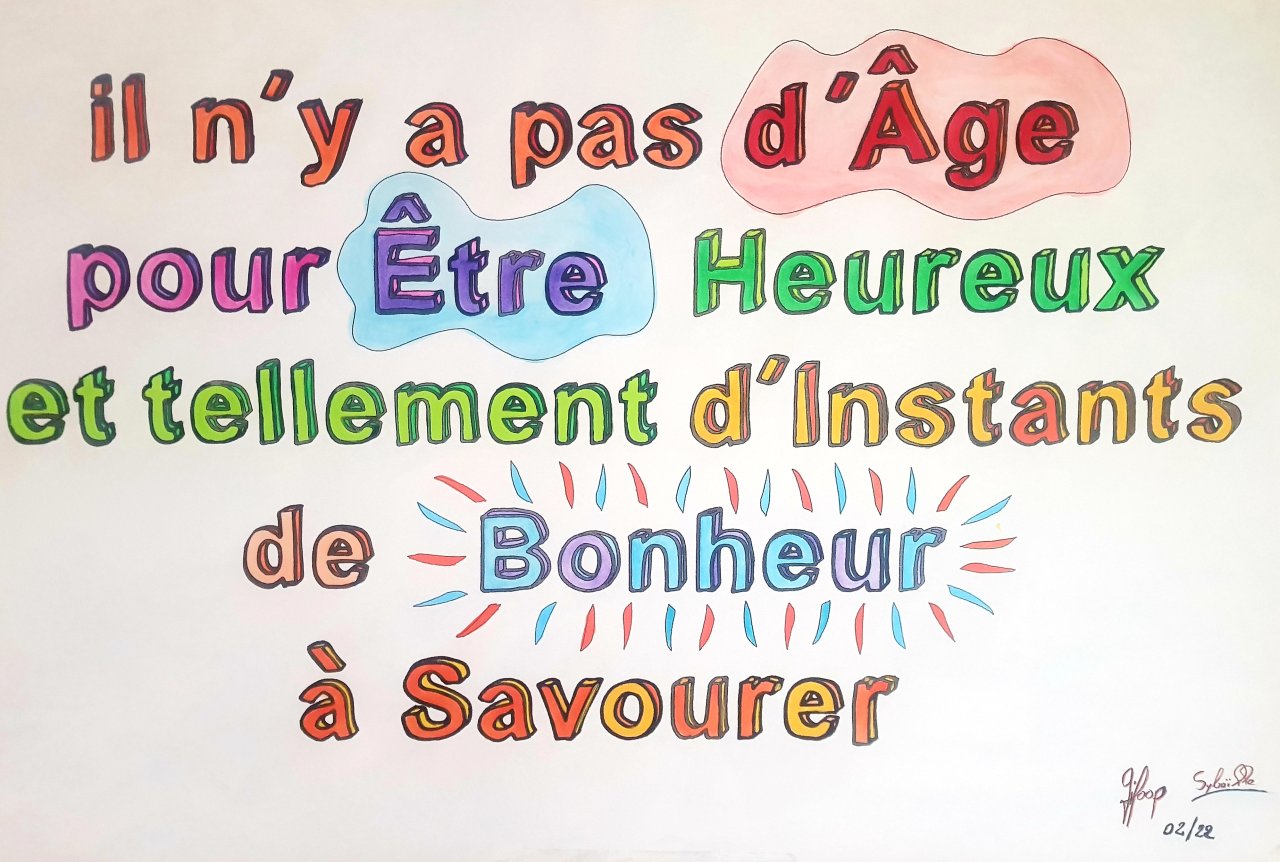 il n'y a pas d'Âge
pour Être Heureux
et tellement d'Instants
de Bonheur
à Savourer
02/22